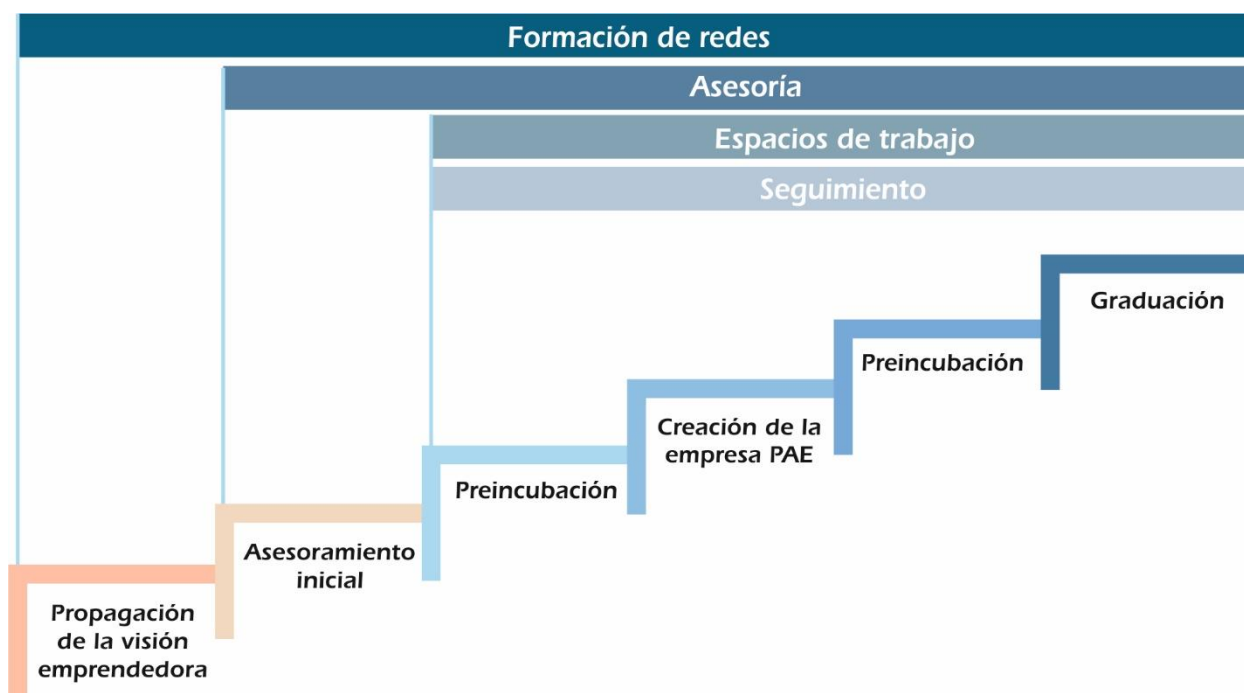 Formación de redes
Asesoría
Espacios de trabajo
Seguimiento
Graduación
Preincubación
Creación de la
empresa PAE
Preincubación
Asesoramiento
inicial
Propagación
de la visión
emprendedora